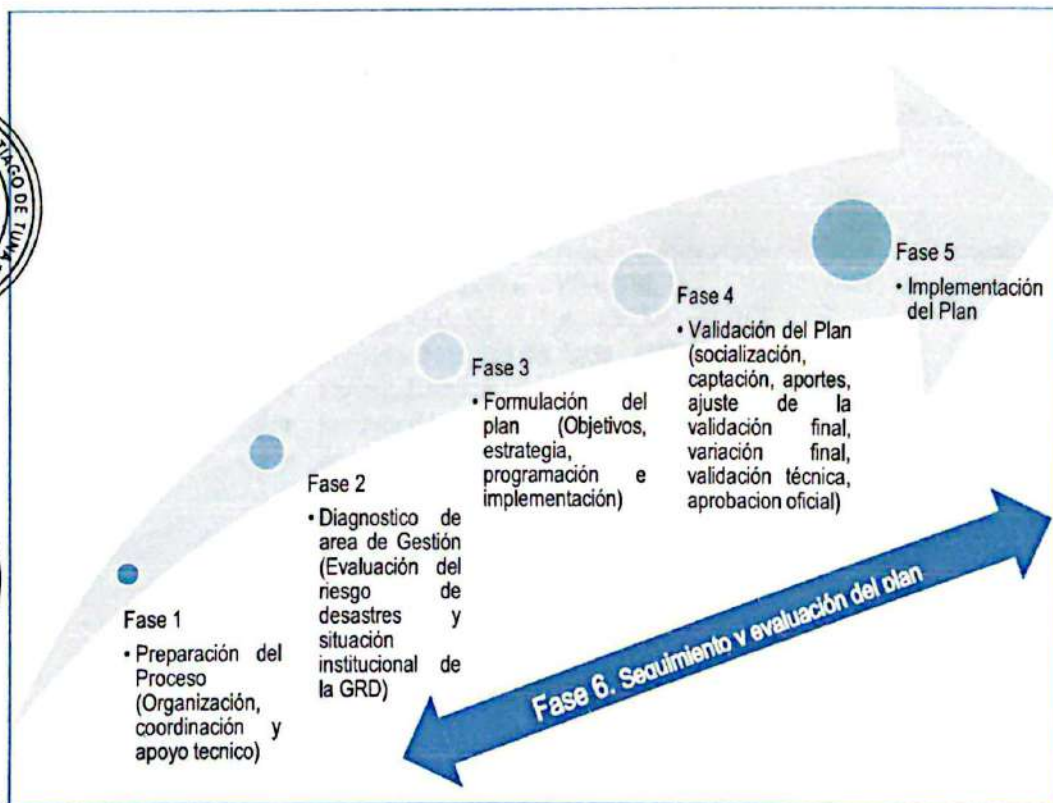 TIAGO DE TUNA
Fase 1
• Preparación del
Proceso
(Organización,
coordinación y
apoyo tecnico)
Fase 2
• Diagnostico de
area de Gestión
(Evaluación del
riesgo de
desastres y
situación
institucional de
la GRD)
Fase 3
• Formulación del
plan (Objetivos,
estrategia,
programación e
implementación)
Fase 4
• Validación del Plan
(socialización,
captación, aportes,
ajuste de la
validación final,
variación final,
validación técnica,
aprobacion oficial)
Fase 5
• Implementación
del Plan
Fase 6. Seguimiento y evaluación del plan